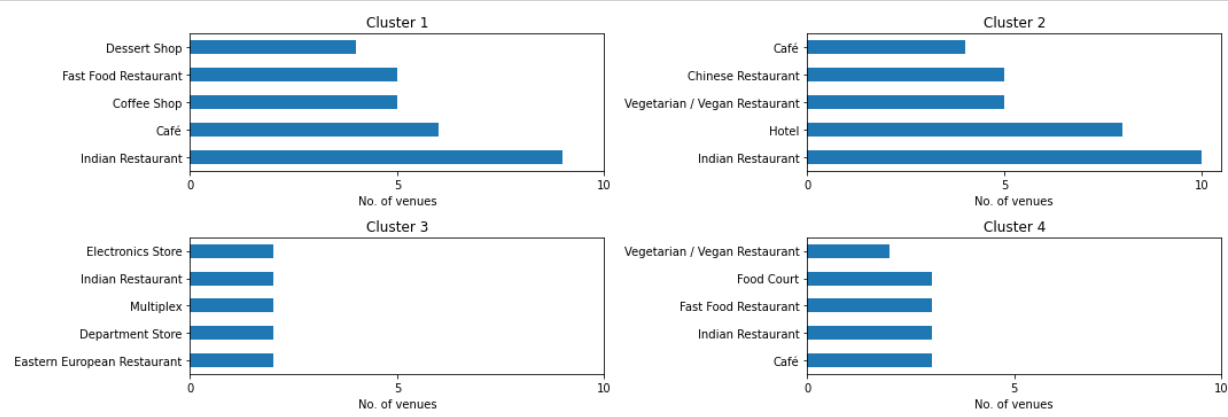 Cluster 1
Dessert Shop
Fast Food Restaurant
Coffee Shop
Café
Indian Restaurant
0 5 10
No. of venues
Cluster 2
Café
Chinese Restaurant
Vegetarian / Vegan Restaurant
Hotel
Indian Restaurant
0 5 10
No. of venues
Cluster 3
Electronics Store
Indian Restaurant
Multiplex
Department Store
Eastern European Restaurant
0 5 10
No. of venues
Cluster 4
Vegetarian / Vegan Restaurant
Food Court
Fast Food Restaurant
Indian Restaurant
Café
0 5 10
No. of venues